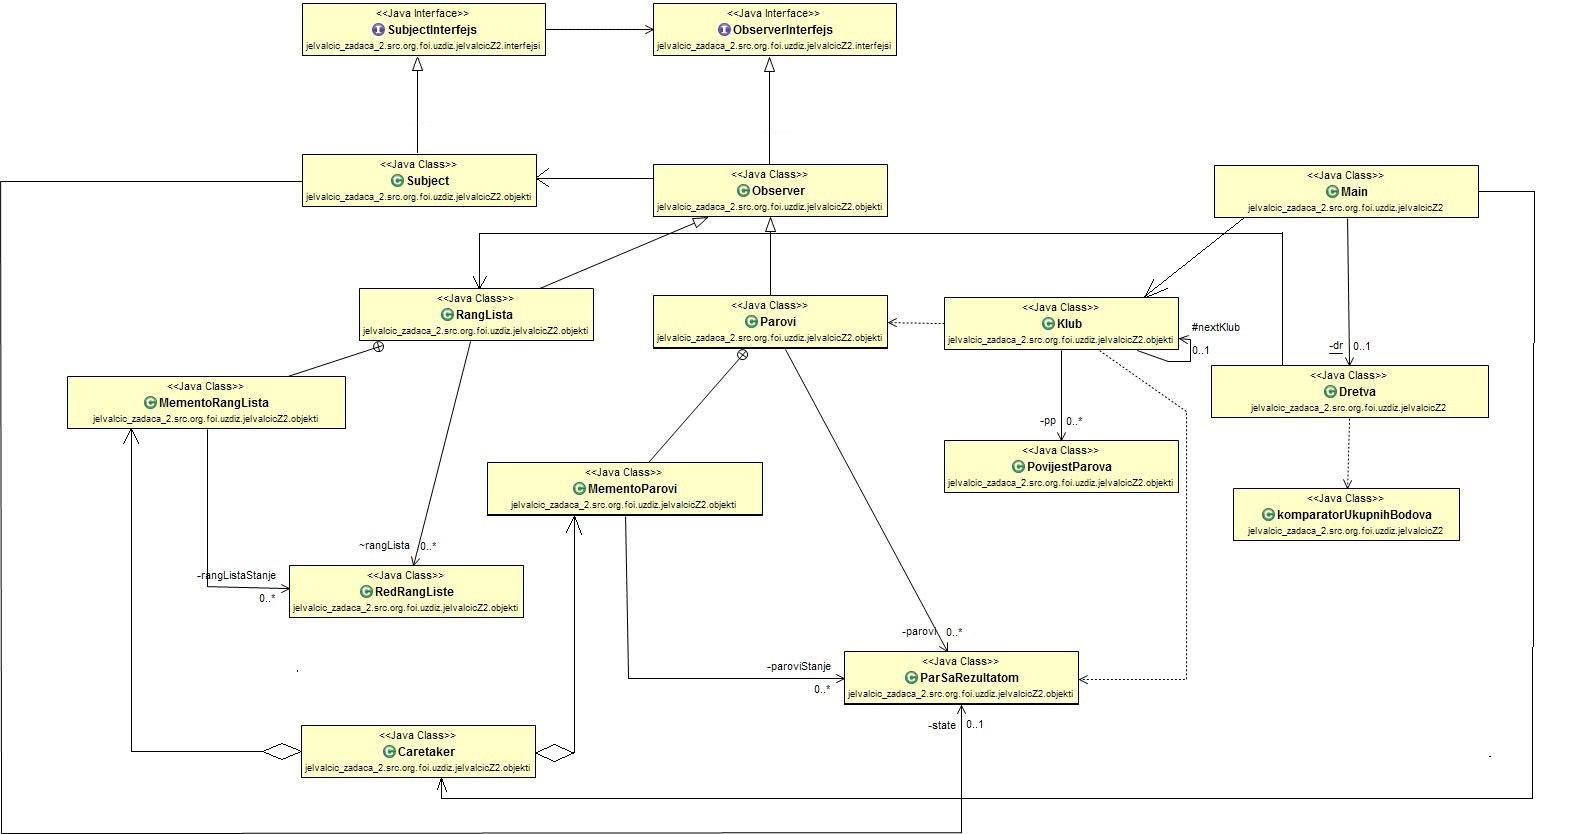 <<Java Interface>>
SubjectInterfejs
jelvalcic_zadaca_2.src.org.foi.uzdiz.jelvalcicZ2.interfejsi
<<Java Interface>>
ObserverInterfejs
jelvalcic_zadaca_2.src.org.foi.uzdiz.jelvalcicZ2.interfejsi
<<Java Class>>
Subject
jelvalcic_zadaca_2.src.org.foi.uzdiz.jelvalcicZ2.objekti
<<Java Class>>
Observer
jelvalcic_zadaca_2.src.org.foi.uzdiz.jelvalcicZ2.objekti
<<Java Class>>
Main
jelvalcic_zadaca_2.src.org.foi.uzdiz.jelvalcicZ2
<<Java Class>>
RangLista
jelvalcic_zadaca_2.src.org.foi.uzdiz.jelvalcicZ2.objekti
<<Java Class>>
Parovi
jelvalcic_zadaca_2.src.org.foi.uzdiz.jelvalcicZ2.objekti
<<Java Class>>
Klub
jelvalcic_zadaca_2.src.org.foi.uzdiz.jelvalcicZ2.objekti
#nextKlub
0..1
-dr 0..1
<<Java Class>>
MementoRangLista
jelvalcic_zadaca_2.src.org.foi.uzdiz.jelvalcicZ2.objekti
<<Java Class>>
Dretva
jelvalcic_zadaca_2.src.org.foi.uzdiz.jelvalcicZ2
-pp 0..*
<<Java Class>>
PovijestParova
jelvalcic_zadaca_2.src.org.foi.uzdiz.jelvalcicZ2.objekti
<<Java Class>>
MementoParovi
jelvalcic_zadaca_2.src.org.foi.uzdiz.jelvalcicZ2.objekti
<<Java Class>>
komparatorUkupnihBodova
jelvalcic_zadaca_2.src.org.foi.uzdiz.jelvalcicZ2
~rangLista 0..*
-rangListaStanje
0..*
<<Java Class>>
RedRangListe
jelvalcic_zadaca_2.src.org.foi.uzdiz.jelvalcicZ2.objekti
-parovi 0..*
-paroviStanje
0..*
<<Java Class>>
ParSaRezultatom
jelvalcic_zadaca_2.src.org.foi.uzdiz.jelvalcicZ2.objekti
-state 0..1
<<Java Class>>
Caretaker
jelvalcic_zadaca_2.src.org.foi.uzdiz.jelvalcicZ2.objekti